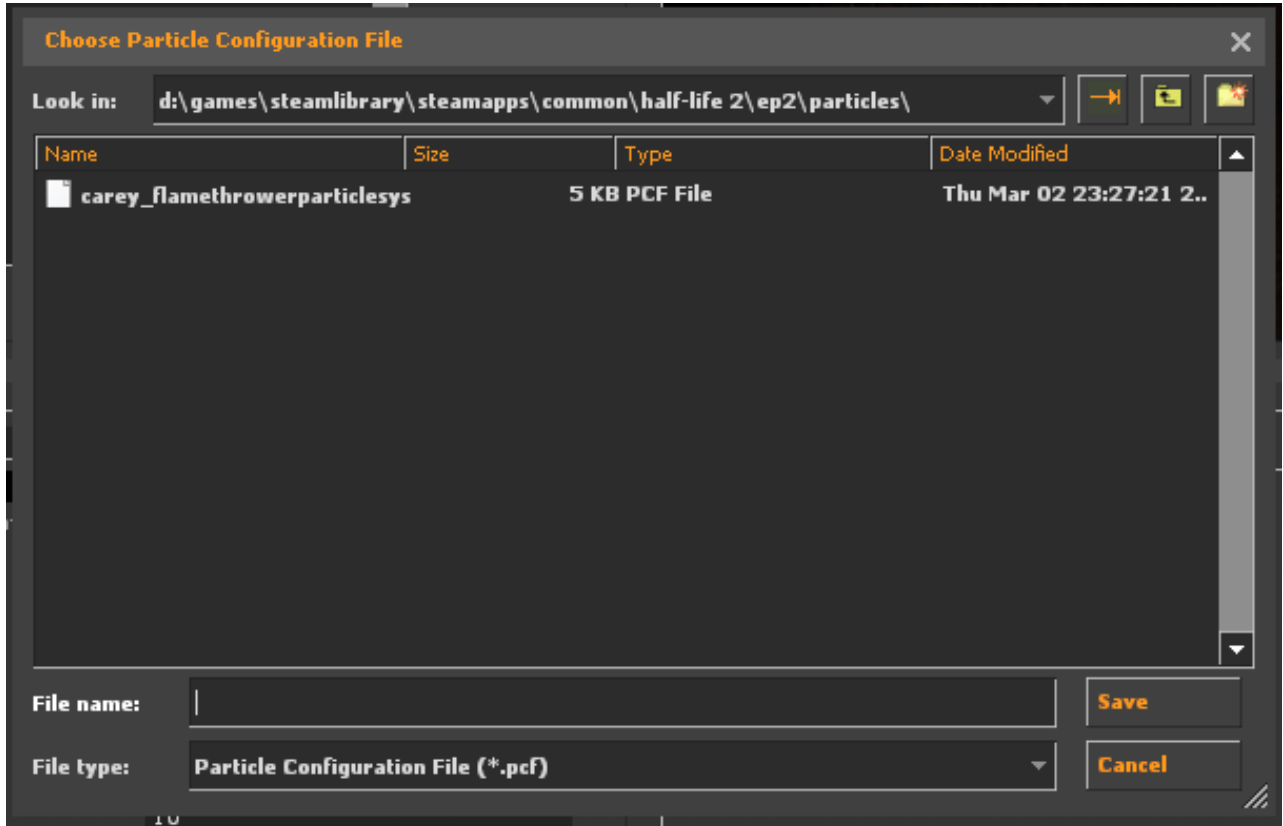 Choose Particle Configuration File
Look in: d:\games\steamlibrary\steamapps\common\half-life 2\ep2\particles\
Name Size Type Date Modified
carey_flamethrowerparticlesys 5 KB PCF File Thu Mar 02 23:27:21 2..
File name: Save
File type: Particle Configuration File (*.pcf) Cancel